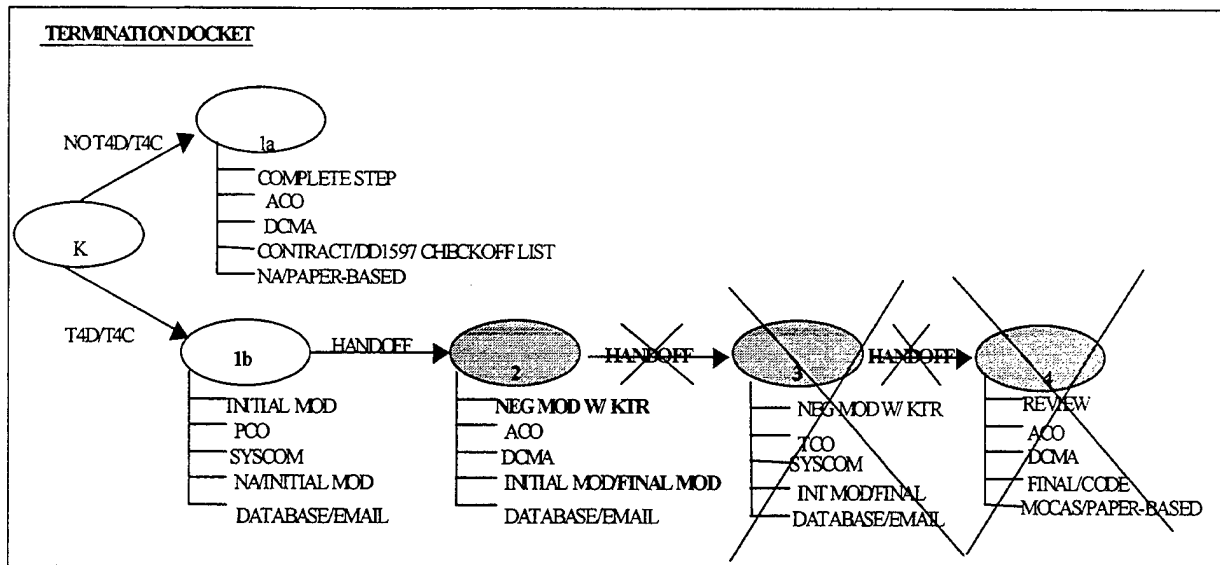 TERMINATION DOCKET
NO T4D/T4C
1a
COMPLETE STEP
ACO
DCMA
CONTRACT/DD1597 CHECKOFF LIST
NA/PAPER-BASED
K
T4D/T4C
1b
HANDOFF
INITIAL MOD
PCO
SYSCOM
NA/INITIAL MOD
DATABASE/EMAIL
2
HANDOFF
NEG MOD W/ KTR
ACO
DCMA
INITIAL MOD/FINAL MOD
DATABASE/EMAIL
3
HANDOFF
NEG MOD W/ KTR
TCO
SYSCOM
INT MOD/FINAL
DATABASE/EMAIL
4
REVIEW
ACO
DCMA
FINAL/CODE
MOCAS/PAPER-BASED